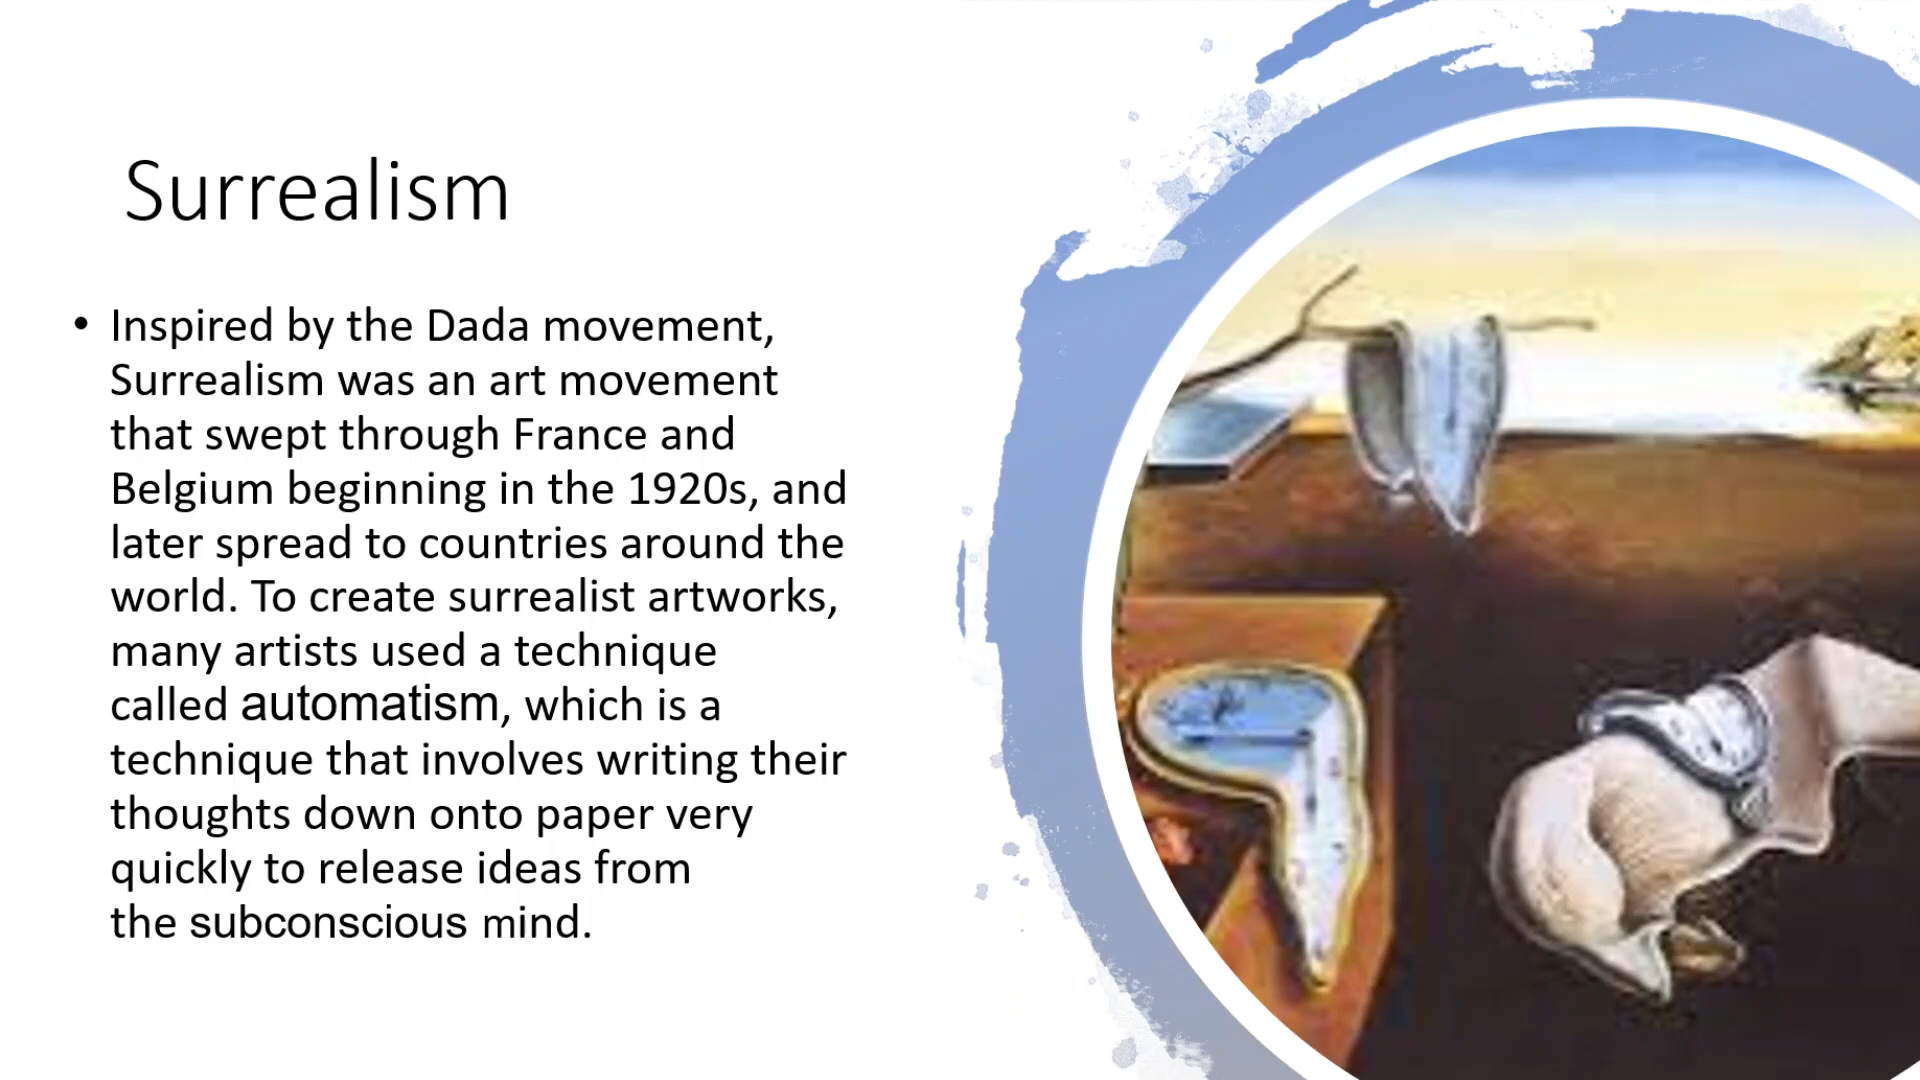 Surrealism
• Inspired by the Dada movement,
Surrealism was an art movement
that swept through France and
Belgium beginning in the 1920s, and
later spread to countries around the
world. To create surrealist artworks,
many artists used a technique
called automatism, which is a
technique that involves writing their
thoughts down onto paper very
quickly to release ideas from
the subconscious mind.